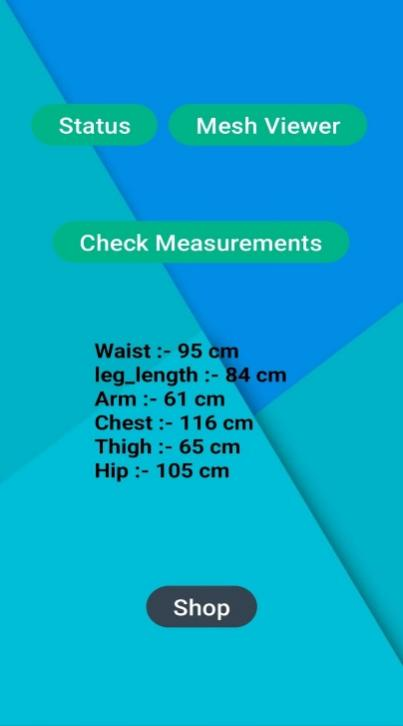 Status
Mesh Viewer
Check Measurements
Waist :- 95 cm
leg_length :- 84 cm
Arm :- 61 cm
Chest :- 116 cm
Thigh :- 65 cm
Hip :- 105 cm
Shop